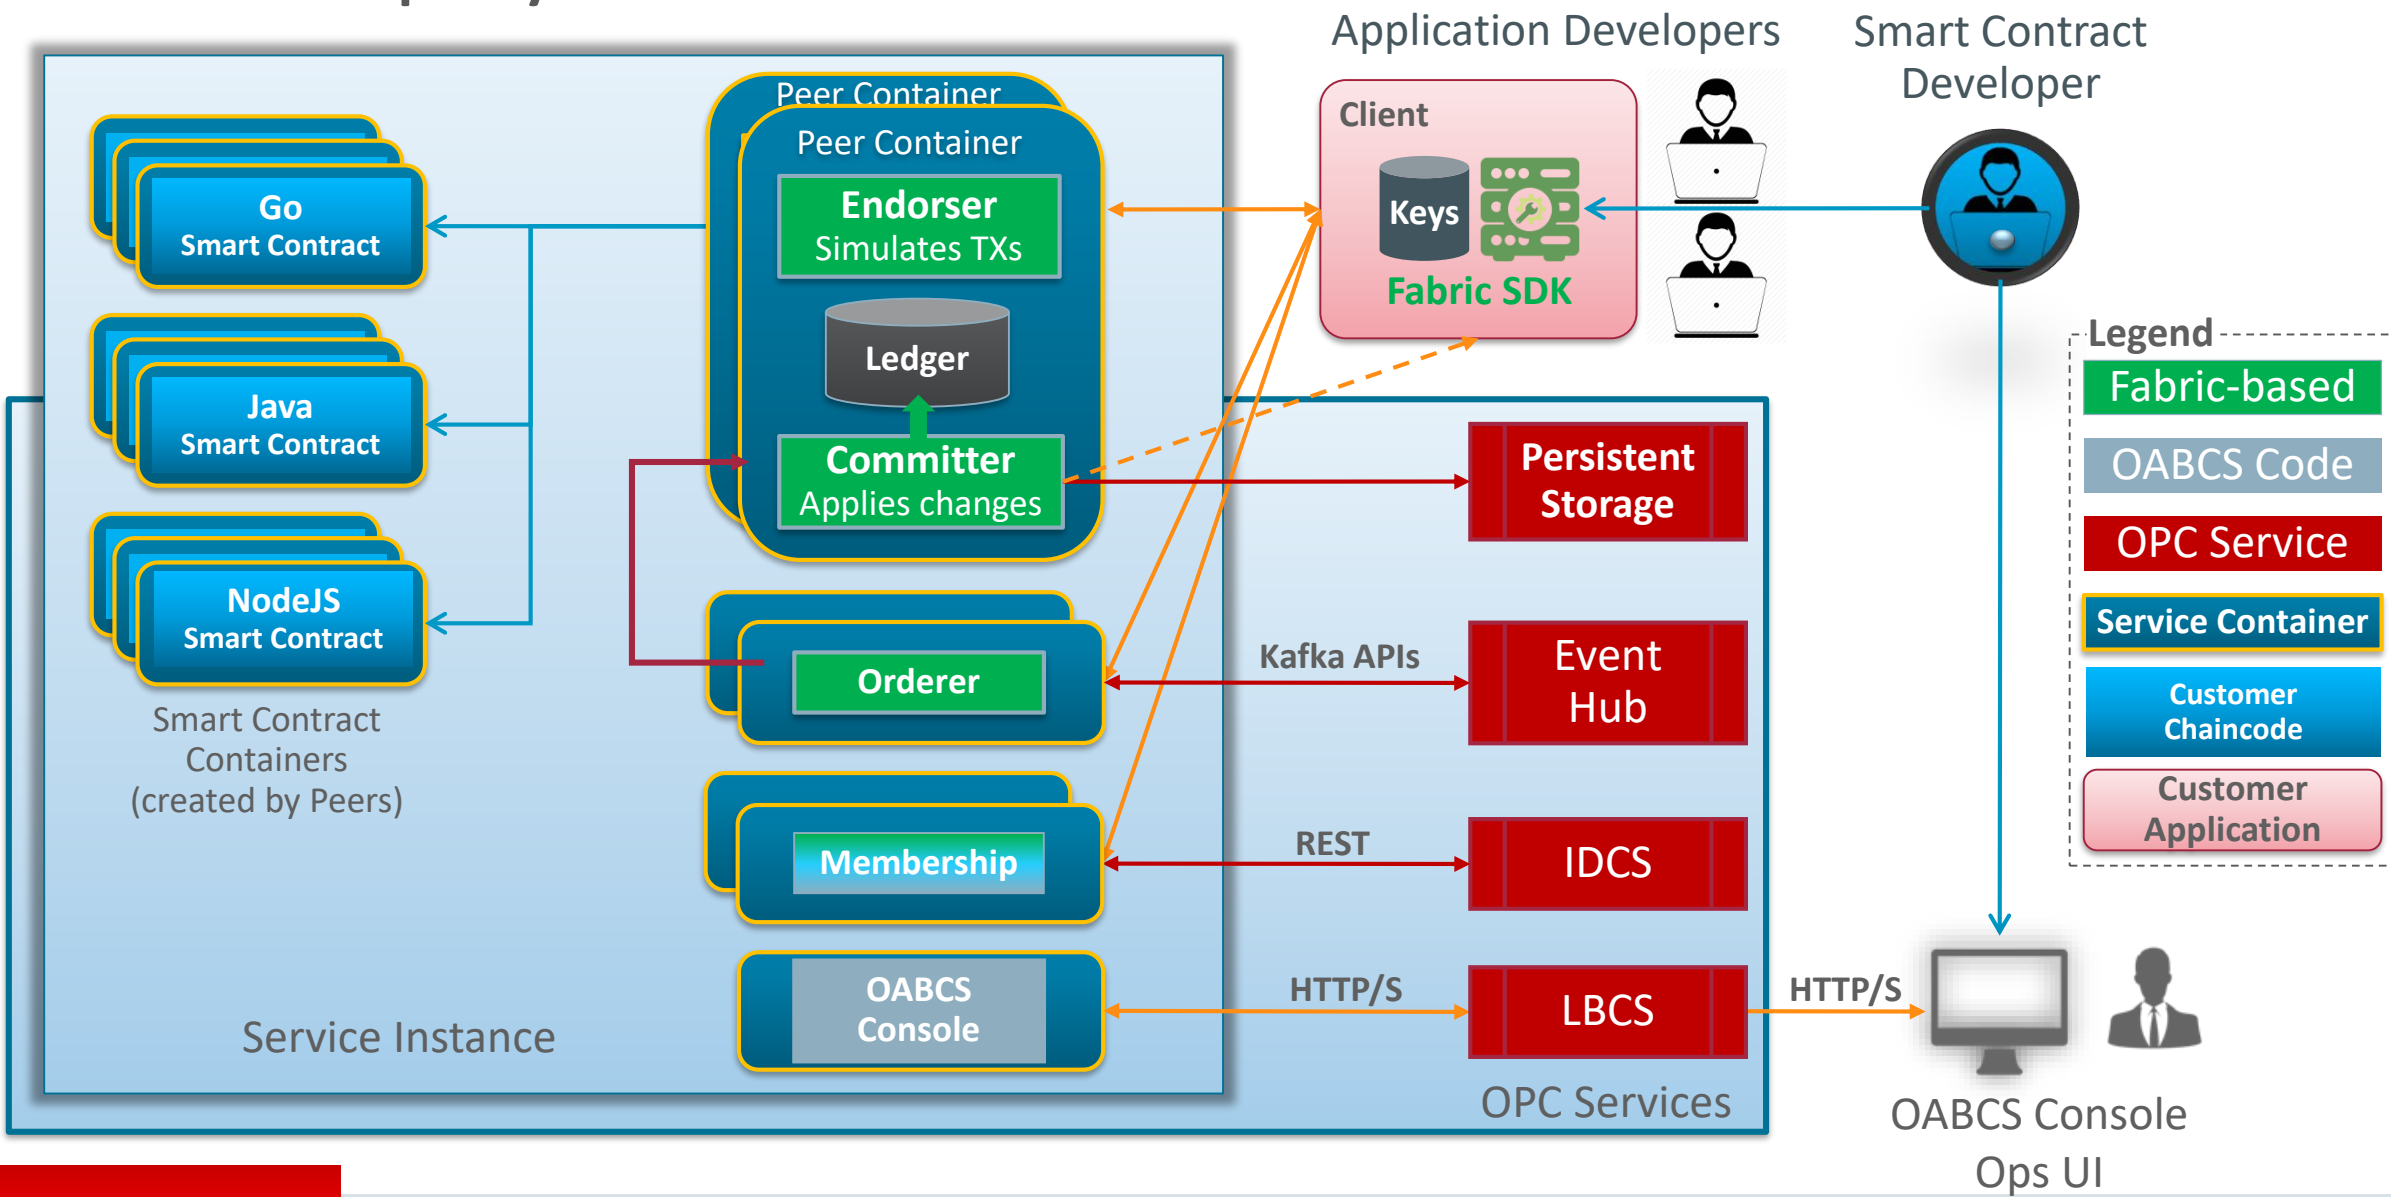 Application Developers
Smart Contract
Developer
Peer Container
Peer Container
Endorser
Simulates TXs
Ledger
Committer
Applies changes
Go
Smart Contract
Java
Smart Contract
NodeJS
Smart Contract
Smart Contract
Containers
(created by Peers)
Orderer
Membership
OABCS
Console
Service Instance
Client
Keys
Fabric SDK
Persistent
Storage
Kafka APIs
Event
Hub
REST
IDCS
HTTP/S
LBCS
HTTP/S
OPC Services
Legend
Fabric-based
OABCS Code
OPC Service
Service Container
Customer
Chaincode
Customer
Application
OABCS Console
Ops UI